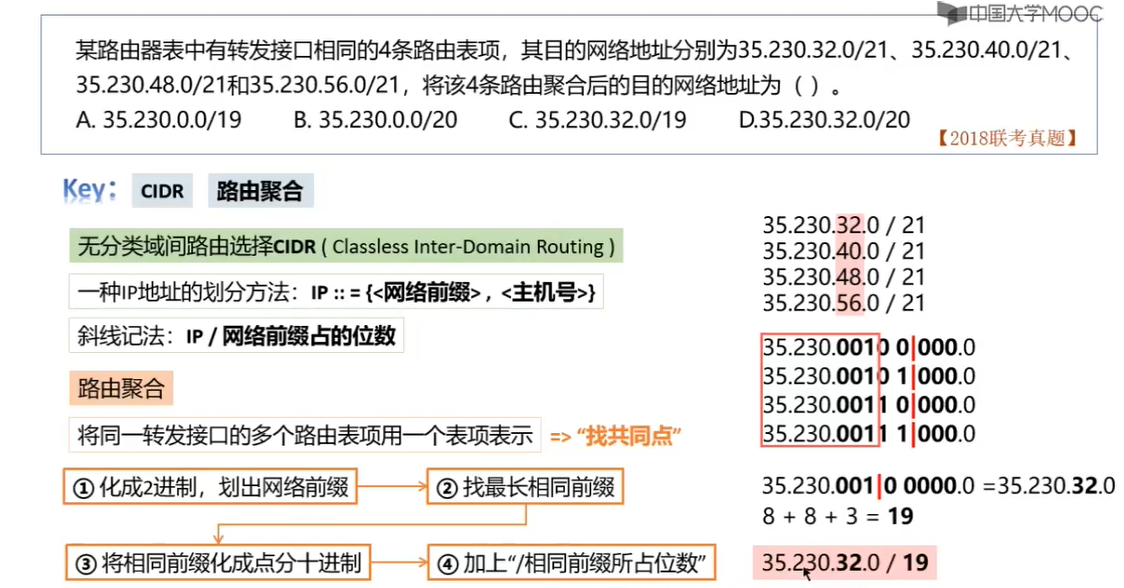 中国大学MOOC
某路由器表中有转发接口相同的4条路由表项，其目的网络地址分别为35.230.32.0/21、35.230.40.0/21、
35.230.48.0/21和35.230.56.0/21，将该4条路由聚合后的目的网络地址为（ ）。
A. 35.230.0.0/19 B. 35.230.0.0/20 C. 35.230.32.0/19 D.35.230.32.0/20
【2018联考真题】
Key： CIDR 路由聚合
无分类域间路由选择CIDR ( Classless Inter-Domain Routing )
一种IP地址的划分方法：IP :: = {<网络前缀> , <主机号>}
斜线记法：IP / 网络前缀占的位数
路由聚合
将同一转发接口的多个路由表项用一个表项表示 => “找共同点”
① 化成2进制，划出网络前缀
② 找最长相同前缀
③ 将相同前缀化成点分十进制
④ 加上“/相同前缀所占位数”
35.230.32.0 / 21
35.230.40.0 / 21
35.230.48.0 / 21
35.230.56.0 / 21
35.230.0010 0|000.0
35.230.0010 1|000.0
35.230.0011 0|000.0
35.230.0011 1|000.0
35.230.001|0 0000.0 =35.230.32.0
8 + 8 + 3 = 19
35.230.32.0 / 19